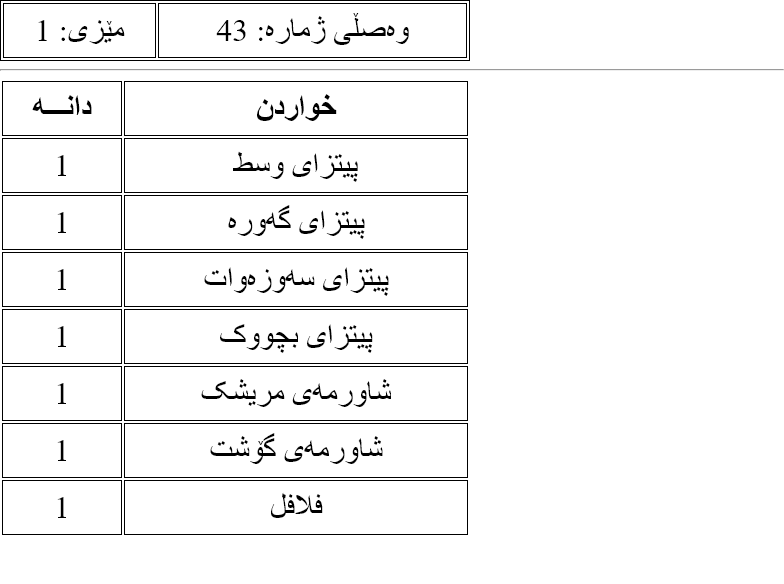 وەصڵی ژمارە: 43 مێزی: 1
خواردن دانـــە
پیتزای وسط 1
پیتزای گەورە 1
پیتزای سەوزەوات 1
پیتزای بچووک 1
شاورمەی مریشک 1
شاورمەی گۆشت 1
فلافل 1